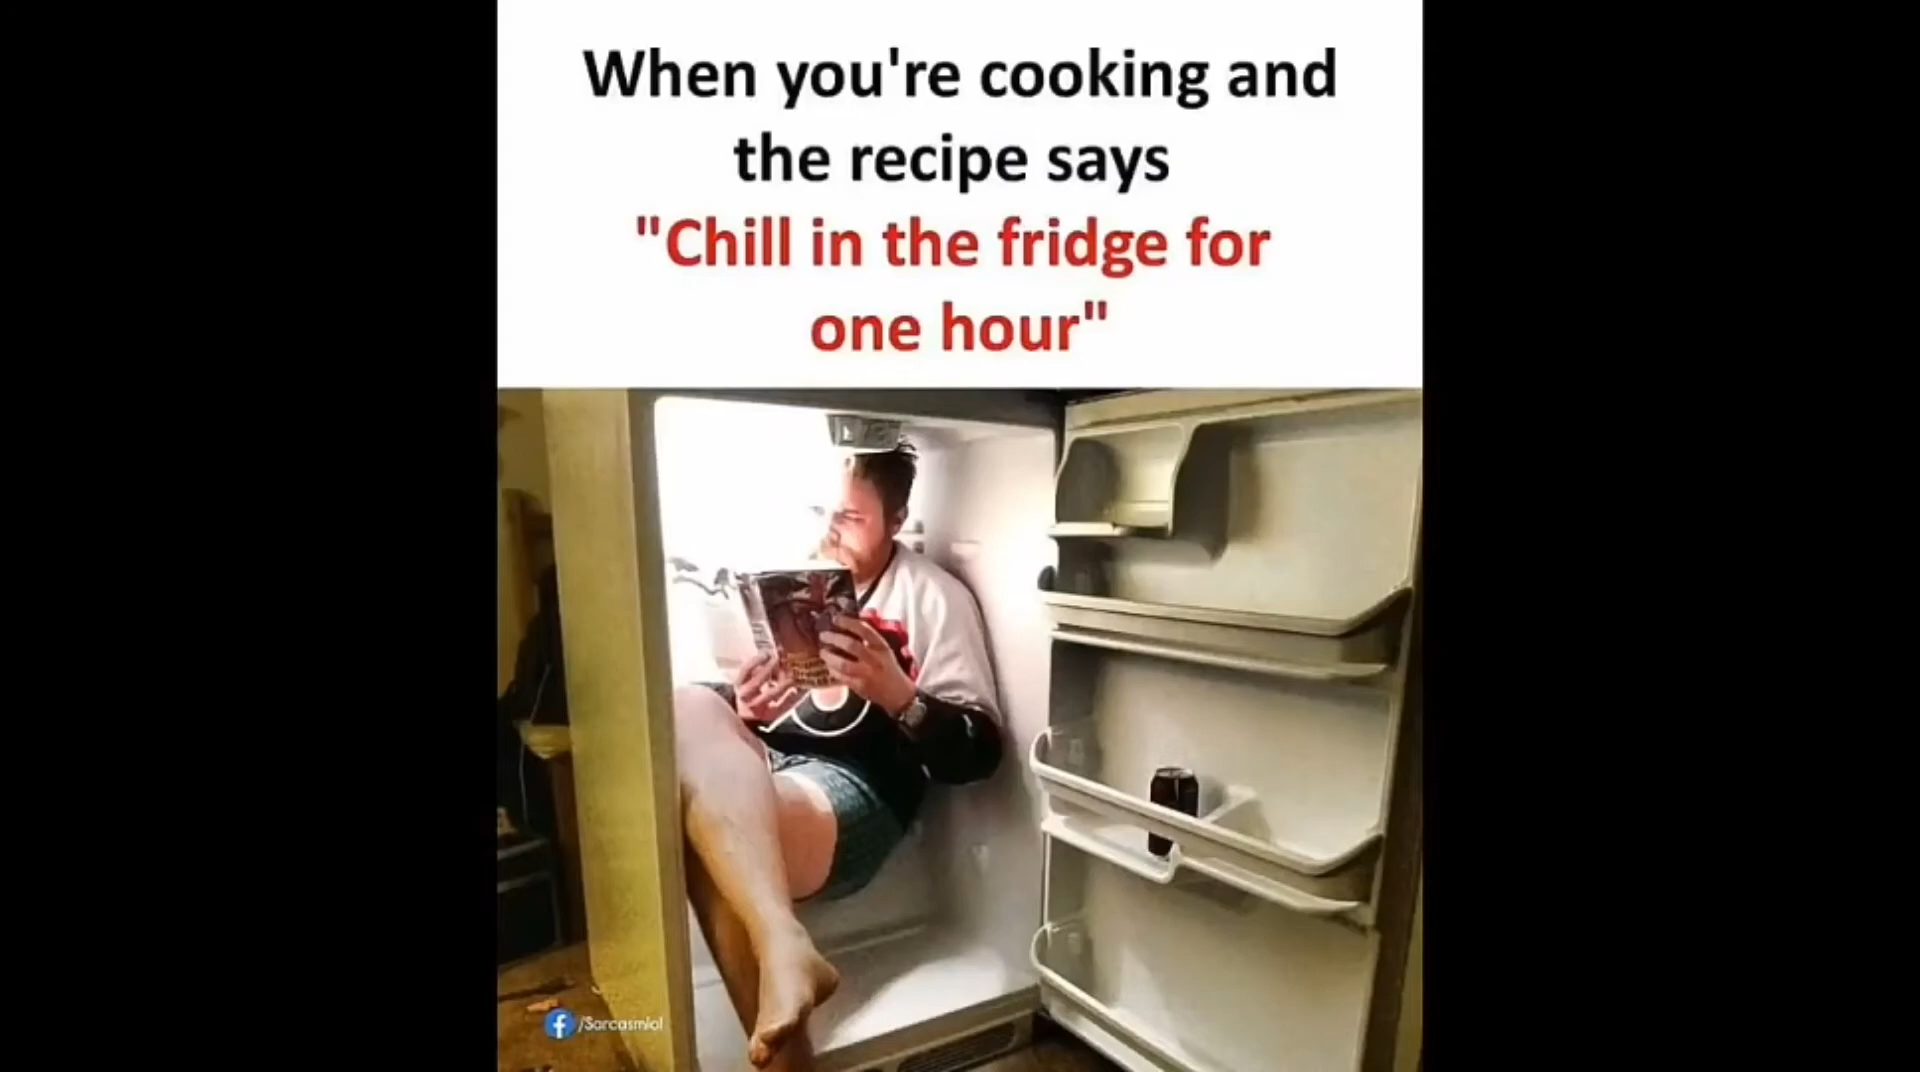 When you're cooking and
the recipe says
"Chill in the fridge for
one hour"
/Sarcasmlol